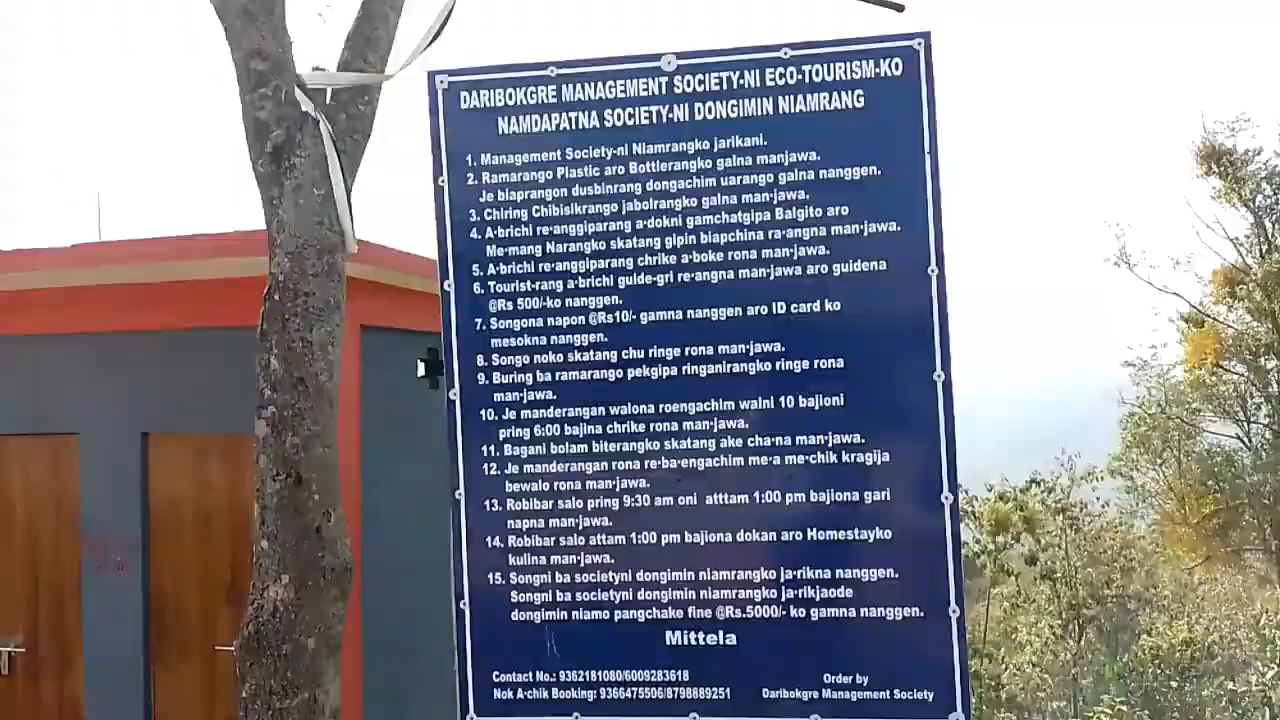 DARIBOKGRE MANAGEMENT SOCIETY-NI ECO-TOURISM-KO
NAMDAPATNA SOCIETY-NI DONGIMIN NIAMRANG
1. Management Society-ni Niamrangko jarikani.
2. Ramarango Plastic aro Bottlerangko galna manjawa.
Je biaprangon dusbinrang dongachim uarango galna nanggen.
3. Chiring Chibisikrango jabolrangko galna man·jawa.
4. A·brichi re·anggiparang a·dokni gamchatgipa Balgito aro
Me·mang Narangko skatang gipin biapchina ra·angna man·jawa.
5. A·brichi re·anggiparang chrike a·boke rona man·jawa.
6. Tourist-rang a·brichi guide-gri re·angna man·jawa aro guidena
@Rs 500/-ko nanggen.
7. Songona napon @Rs10/- gamna nanggen aro ID card ko
mesokna nanggen.
8. Songo noko skatang chu ringe rona man·jawa.
9. Buring ba ramarango pekgipa ringanirangko ringe rona
man·jawa.
10. Je manderangan walona roengachim walni 10 bajioni
pring 6:00 bajina chrike rona man·jawa.
11. Bagani bolam biterangko skatang ake cha·na man·jawa.
12. Je manderangan rona re·ba·engachim me·a me·chik kragija
bewalo rona man·jawa.
13. Robibar salo pring 9:30 am oni atttam 1:00 pm bajiona gari
napna man·jawa.
14. Robibar salo attam 1:00 pm bajiona dokan aro Homestayko
kulina man·jawa.
15. Songni ba societyni dongimin niamrangko ja·rikna nanggen.
Songni ba societyni dongimin niamrangko ja·rikjaode
dongimin niamo pangchake fine @Rs.5000/- ko gamna nanggen.
Mittela
Contact No.: 9362181080/6009283618
Nok A·chik Booking: 9366475506/8798889251
Order by
Daribokgre Management Society